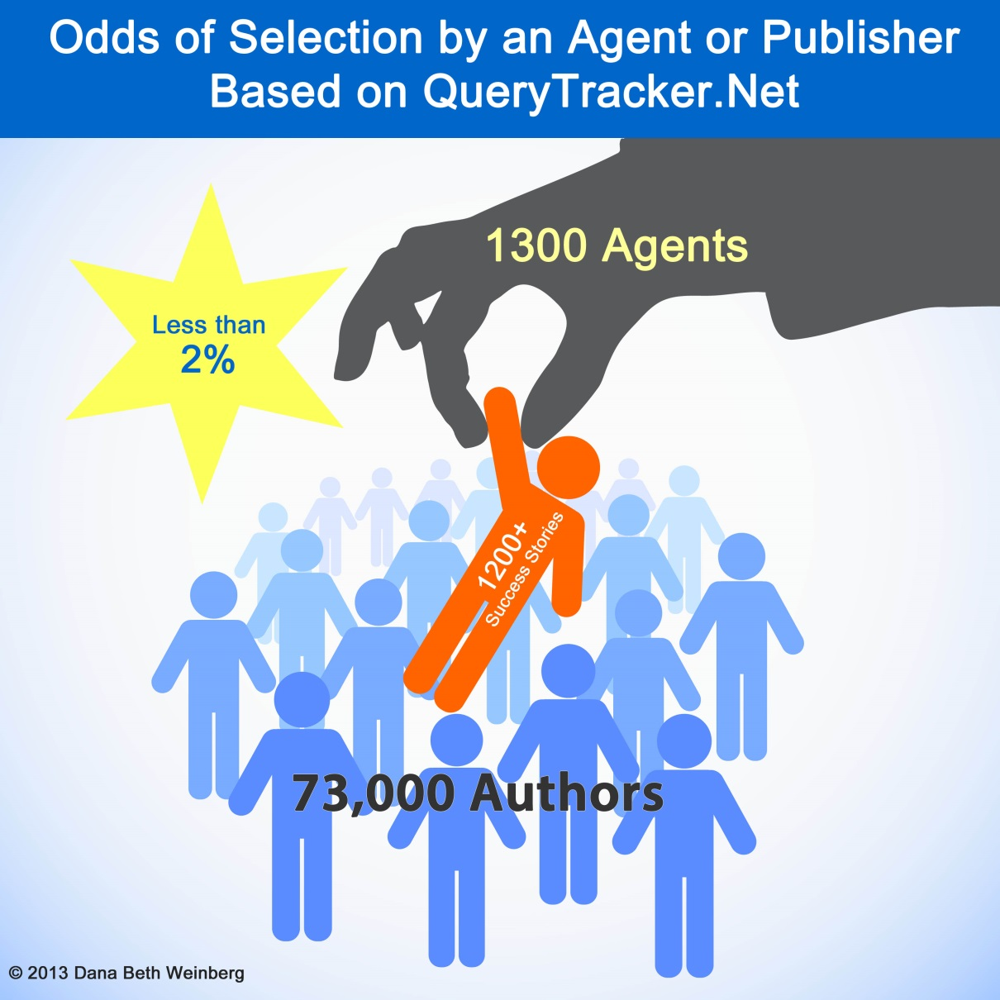 Odds of Selection by an Agent or Publisher
Based on QueryTracker.Net
1300 Agents
Less than
2%
1200+
Success Stories
73,000 Authors
© 2013 Dana Beth Weinberg